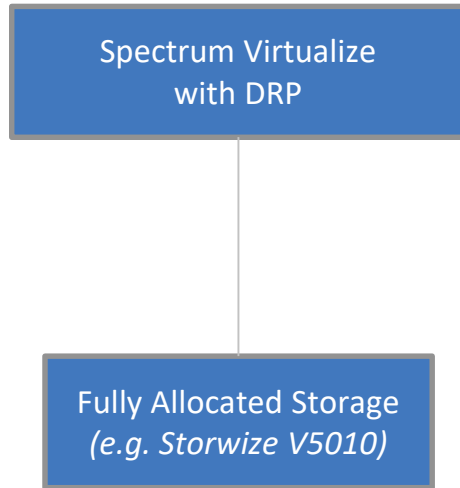 Spectrum Virtualize
with DRP
Fully Allocated Storage
(e.g. Storwize V5010)